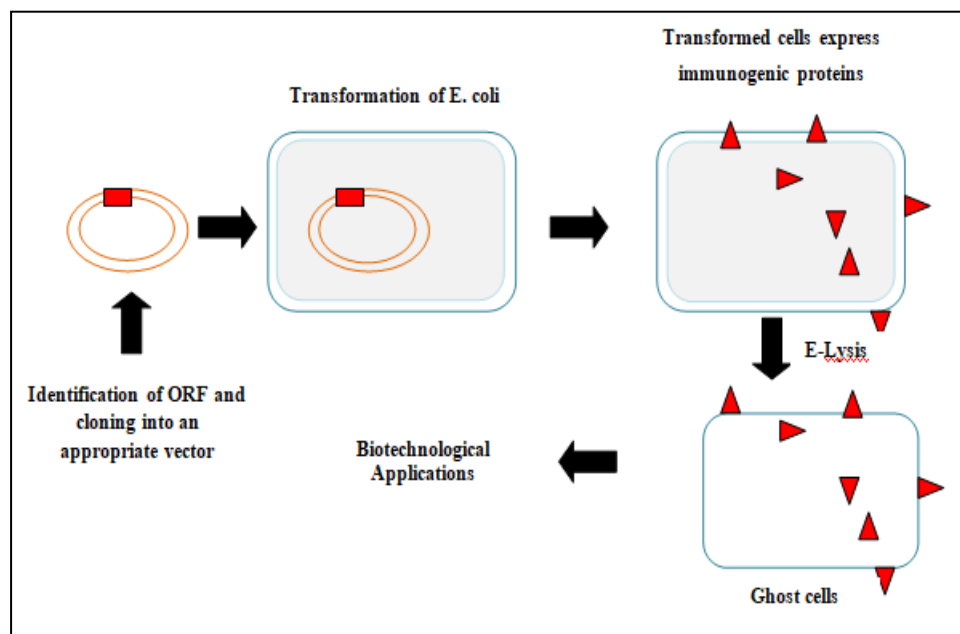 Transformed cells express
immunogenic proteins
Transformation of E. coli
Identification of ORF and
cloning into an
appropriate vector
E-Lysis
Biotechnological
Applications
Ghost cells